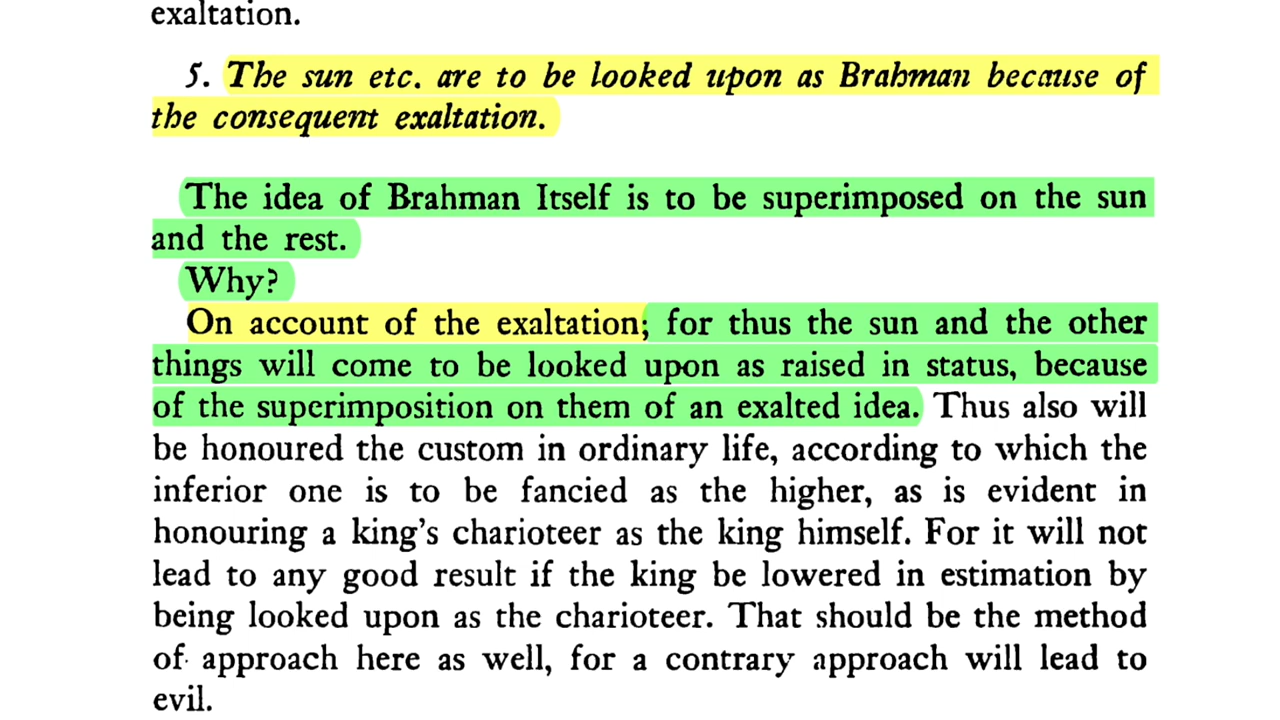 exaltation.
5. The sun etc. are to be looked upon as Brahman because of
the consequent exaltation.
The idea of Brahman Itself is to be superimposed on the sun
and the rest.
Why?
On account of the exaltation; for thus the sun and the other
things will come to be looked upon as raised in status, because
of the superimposition on them of an exalted idea. Thus also will
be honoured the custom in ordinary life, according to which the
inferior one is to be fancied as the higher, as is evident in
honouring a king's charioteer as the king himself. For it will not
lead to any good result if the king be lowered in estimation by
being looked upon as the charioteer. That should be the method
of approach here as well, for a contrary approach will lead to
evil.